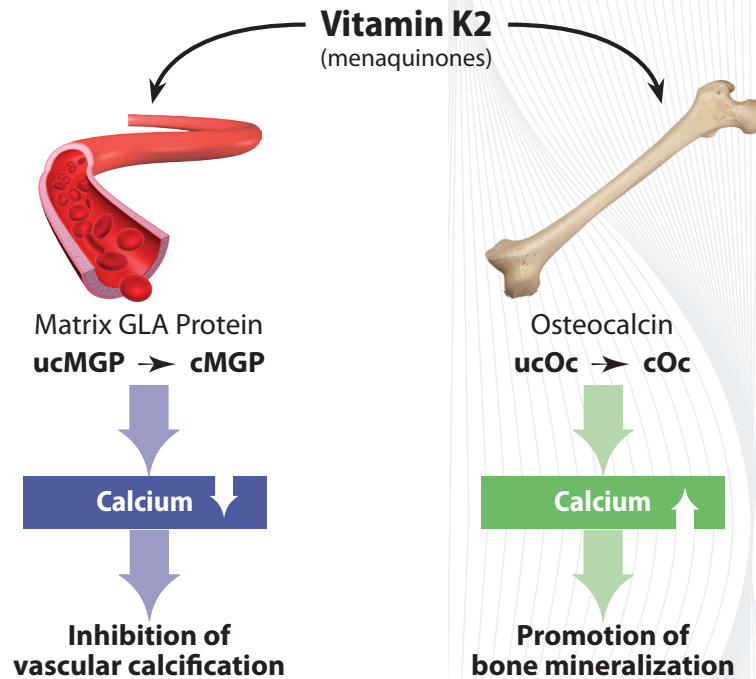 Vitamin K2
(menaquinones)
Matrix GLA Protein
ucMGP → cMGP
Calcium
Inhibition of
vascular calcification
Osteocalcin
ucOc → cOc
Calcium
Promotion of
bone mineralization